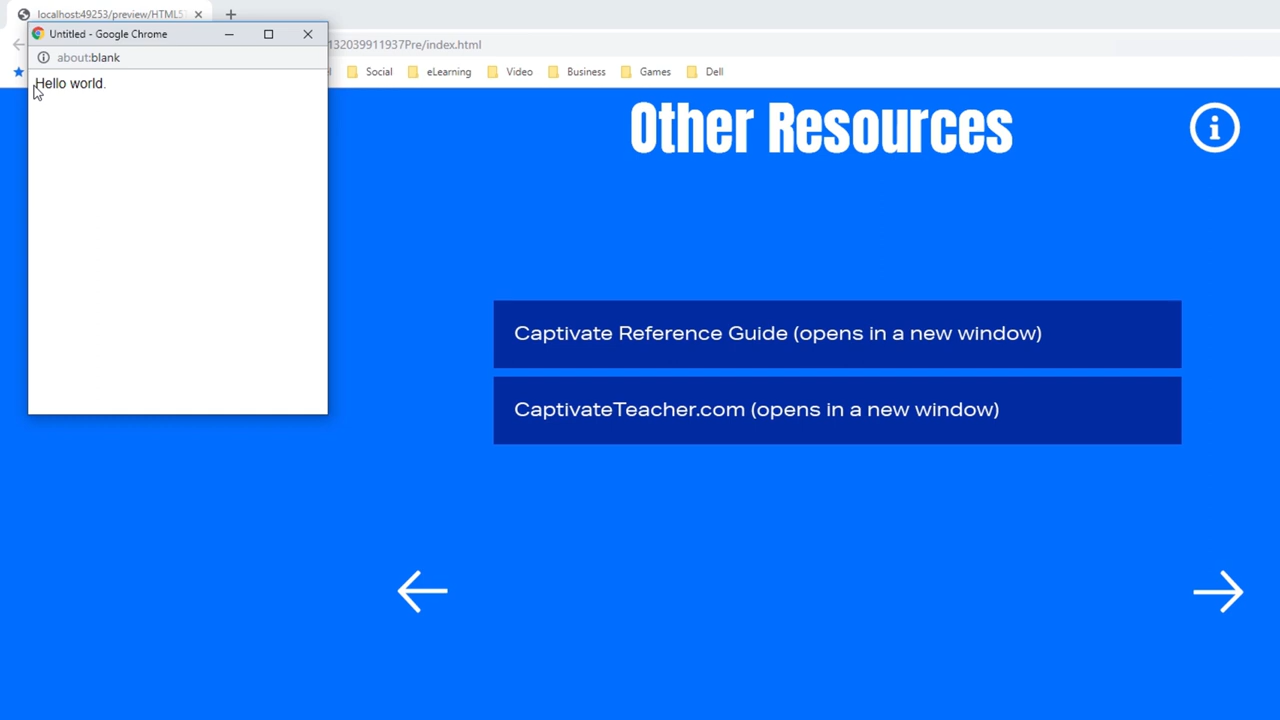 localhost:49253/preview/HTML5
Untitled - Google Chrome
about:blank
132039911937Pre/index.html
Social
eLearning
Video
Business
Games
Dell
Hello world.
Other Resources
Captivate Reference Guide (opens in a new window)
CaptivateTeacher.com (opens in a new window)